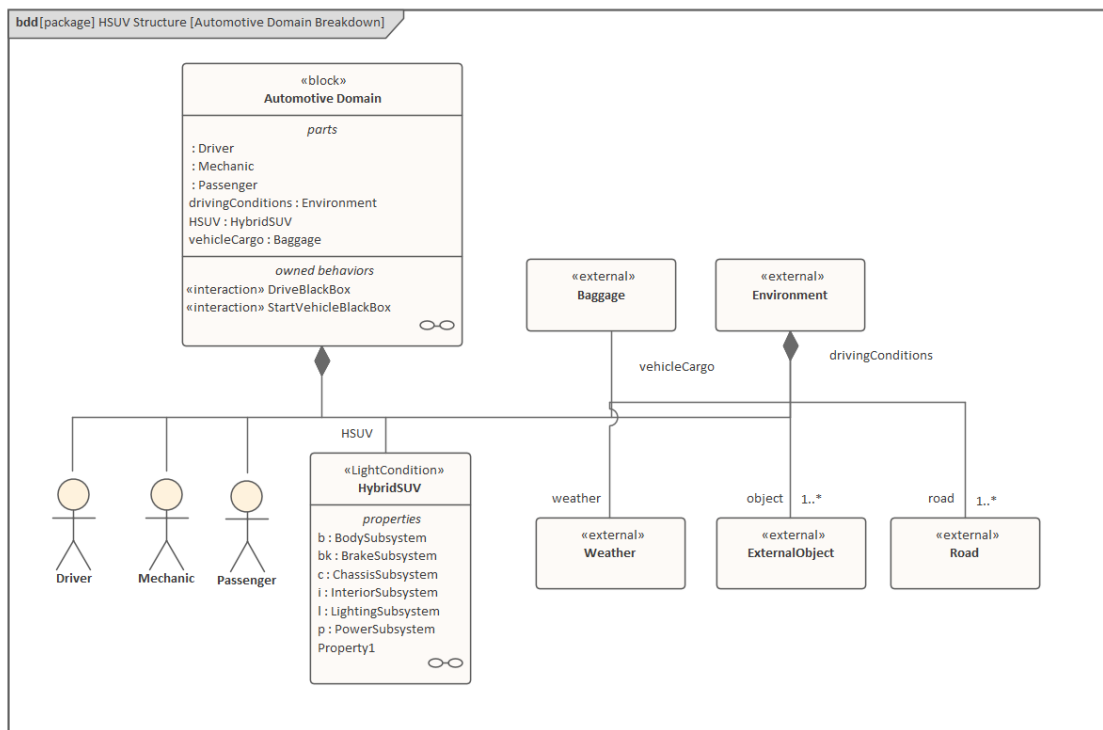 bdd[package] HSUV Structure [Automotive Domain Breakdown]
«block»
Automotive Domain
parts
: Driver
: Mechanic
: Passenger
drivingConditions : Environment
HSUV : HybridSUV
vehicleCargo : Baggage
owned behaviors
«interaction» DriveBlackBox
«interaction» StartVehicleBlackBox
«external»
Baggage
«external»
Environment
vehicleCargo
drivingConditions
HSUV
Driver
Mechanic
Passenger
«LightCondition»
HybridSUV
properties
b : BodySubsystem
bk : BrakeSubsystem
c : ChassisSubsystem
i : InteriorSubsystem
l : LightingSubsystem
p : PowerSubsystem
Property1
weather
object 1..*
road 1..*
«external»
Weather
«external»
ExternalObject
«external»
Road